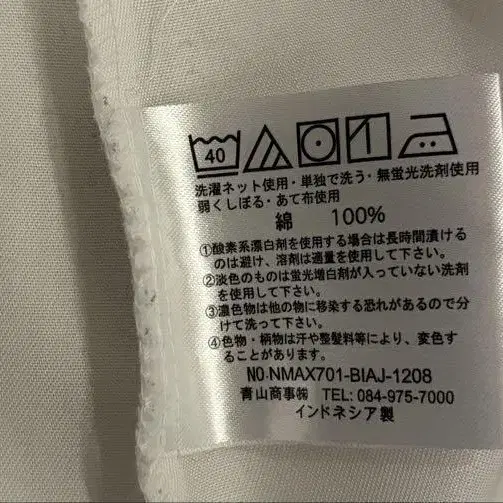 40
洗濯ネット使用・単独で洗う・無蛍光洗剤使用
弱くしぼる・あて布使用
綿 100%
①酸素系漂白剤を使用する場合は長時間漬ける
のは避け、溶剤は適量を使用して下さい。
②淡色のものは蛍光増白剤が入っていない洗剤
を使用して下さい。
③濃色物は他の物に移染する恐れがあるので分
けて洗って下さい。
④色物・柄物は汗や整髪料等により、変色す
ることがあります。
NO.NMAX701-BIAJ-1208
青山商事㈱ TEL: 084-975-7000
インドネシア製